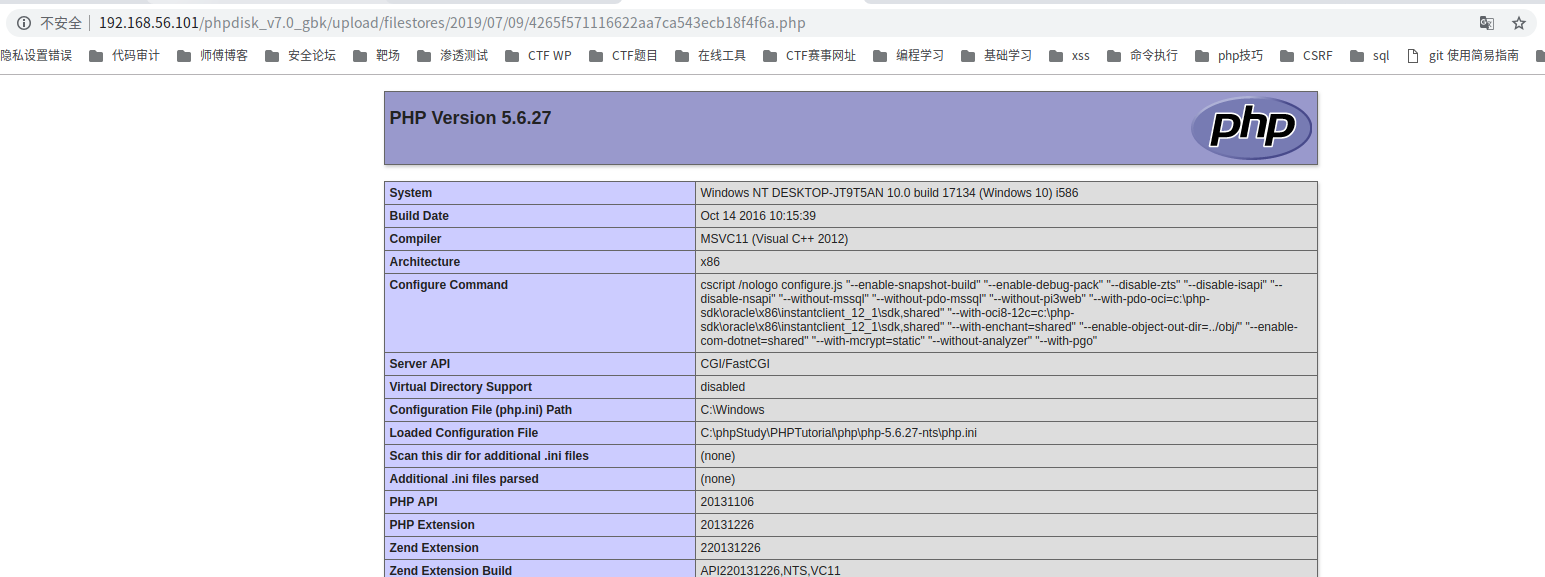 不安全 192.168.56.101/phpdisk_v7.0_gbk/upload/filestores/2019/07/09/4265f571116622aa7ca543ecb18f4f6a.php
隐私设置错误 代码审计 师傅博客 安全论坛 靶场 渗透测试 CTF WP CTF题目 在线工具 CTF赛事网址 编程学习 基础学习 xss 命令执行 php技巧 CSRF sql git 使用简易指南
PHP Version 5.6.27
php
System Windows NT DESKTOP-JT9T5AN 10.0 build 17134 (Windows 10) i586
Build Date Oct 14 2016 10:15:39
Compiler MSVC11 (Visual C++ 2012)
Architecture x86
Configure Command cscript /nologo configure.js "--enable-snapshot-build" "--enable-debug-pack" "--disable-zts" "--disable-isapi" "--
disable-nsapi" "--without-mssql" "--without-pdo-mssql" "--without-pi3web" "--with-pdo-oci=c:\php-
sdk\oracle\x86\instantclient_12_1\sdk,shared" "--with-oci8-12c=c:\php-
sdk\oracle\x86\instantclient_12_1\sdk,shared" "--with-enchant=shared" "--enable-object-out-dir=../obj/" "--enable-
com-dotnet=shared" "--with-mcrypt=static" "--without-analyzer" "--with-pgo"
Server API CGI/FastCGI
Virtual Directory Support disabled
Configuration File (php.ini) Path C:\Windows
Loaded Configuration File C:\phpStudy\PHPTutorial\php\php-5.6.27-nts\php.ini
Scan this dir for additional .ini files (none)
Additional .ini files parsed (none)
PHP API 20131106
PHP Extension 20131226
Zend Extension 220131226
Zend Extension Build API220131226,NTS,VC11